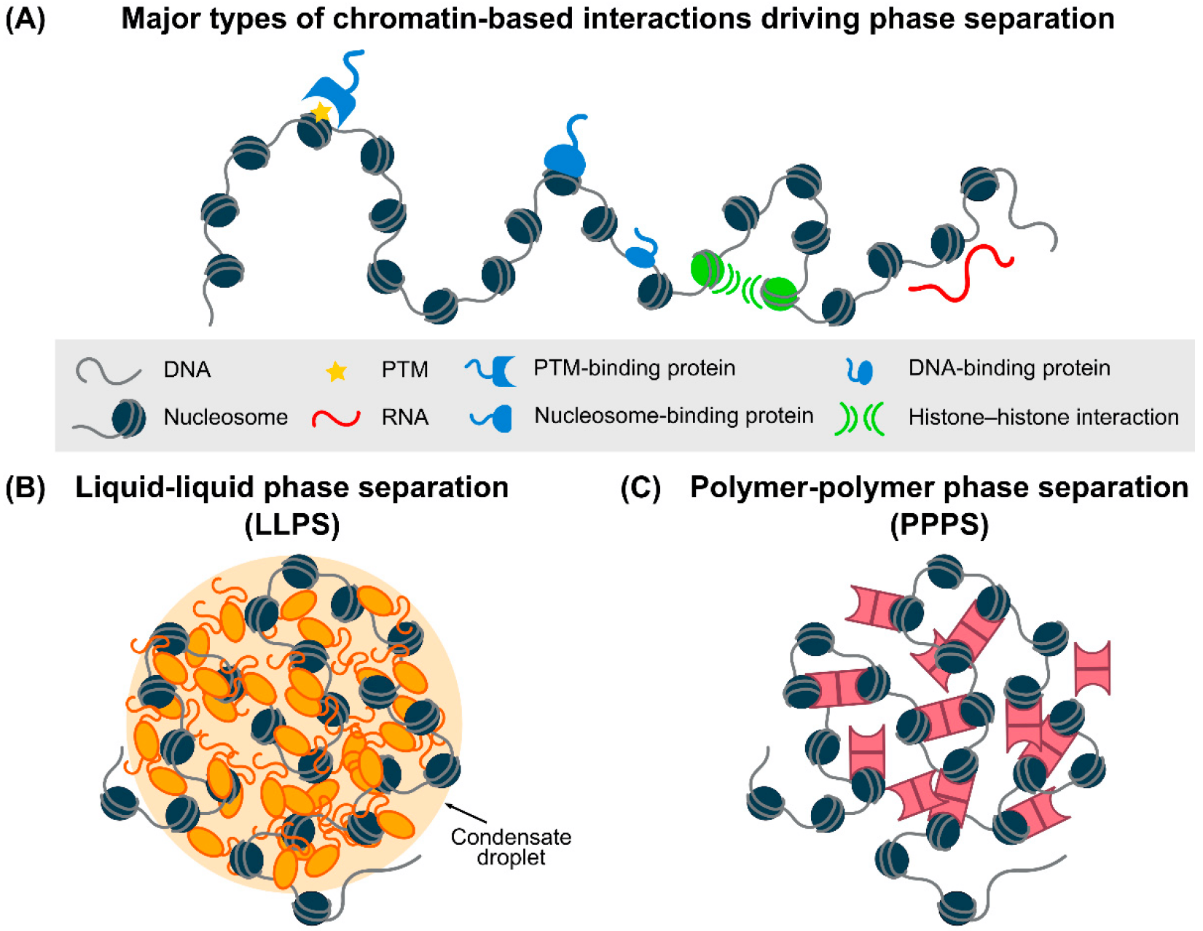 (A) Major types of chromatin-based interactions driving phase separation
DNA
PTM
PTM-binding protein
DNA-binding protein
Nucleosome
RNA
Nucleosome-binding protein
Histone–histone interaction
(B) Liquid-liquid phase separation
(LLPS)
(C) Polymer-polymer phase separation
(PPPS)
Condensate
droplet